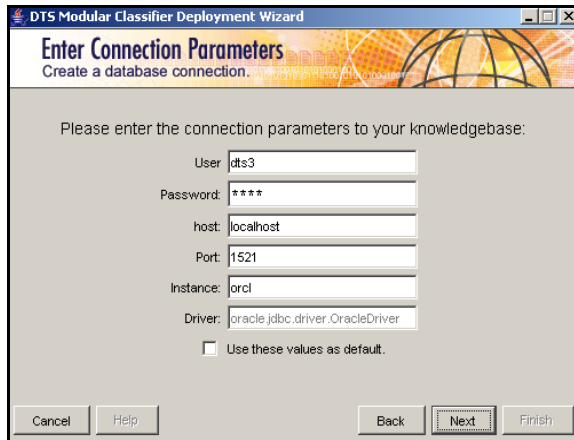 DTS Modular Classifier Deployment Wizard
Enter Connection Parameters
Create a database connection.
Please enter the connection parameters to your knowledgebase:
User dts3
Password: ****
host: localhost
Port: 1521
Instance: orcl
Driver: oracle.jdbc.driver.OracleDriver
Use these values as default.
Cancel Help Back Next Finish